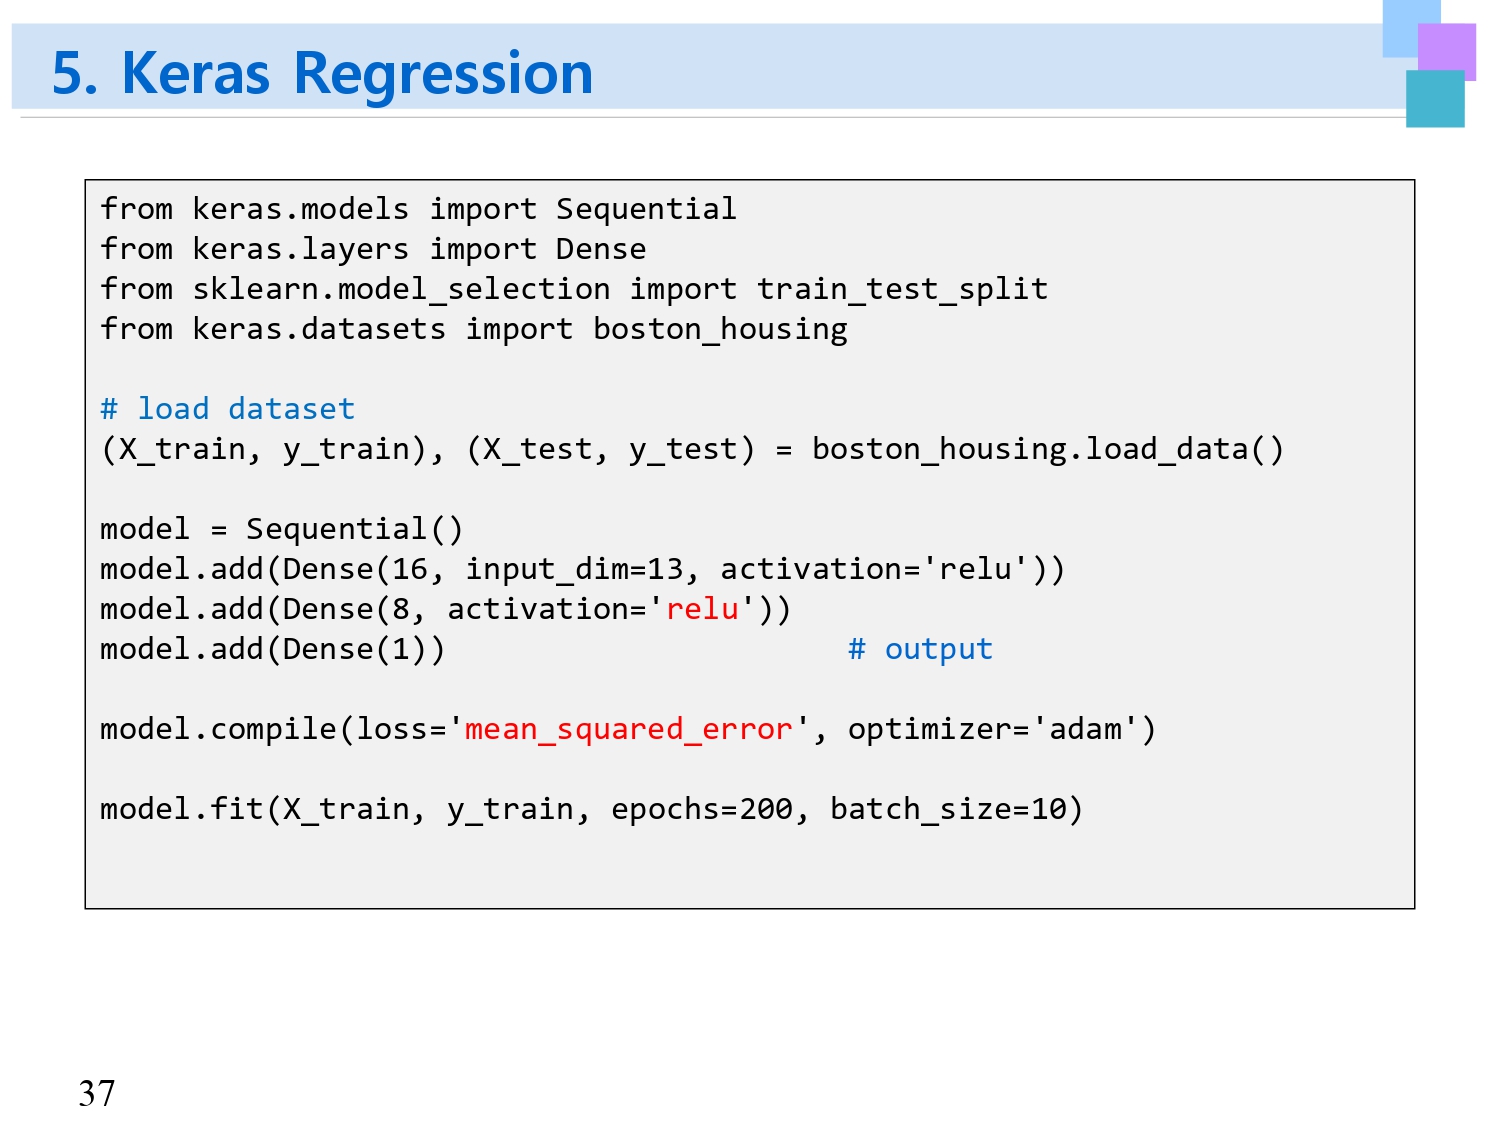 5. Keras Regression
from keras.models import Sequential
from keras.layers import Dense
from sklearn.model_selection import train_test_split
from keras.datasets import boston_housing
# load dataset
(X_train, y_train), (X_test, y_test) = boston_housing.load_data()
model = Sequential()
model.add(Dense(16, input_dim=13, activation='relu'))
model.add(Dense(8, activation='relu'))
model.add(Dense(1))                      # output
model.compile(loss='mean_squared_error', optimizer='adam')
model.fit(X_train, y_train, epochs=200, batch_size=10)
37